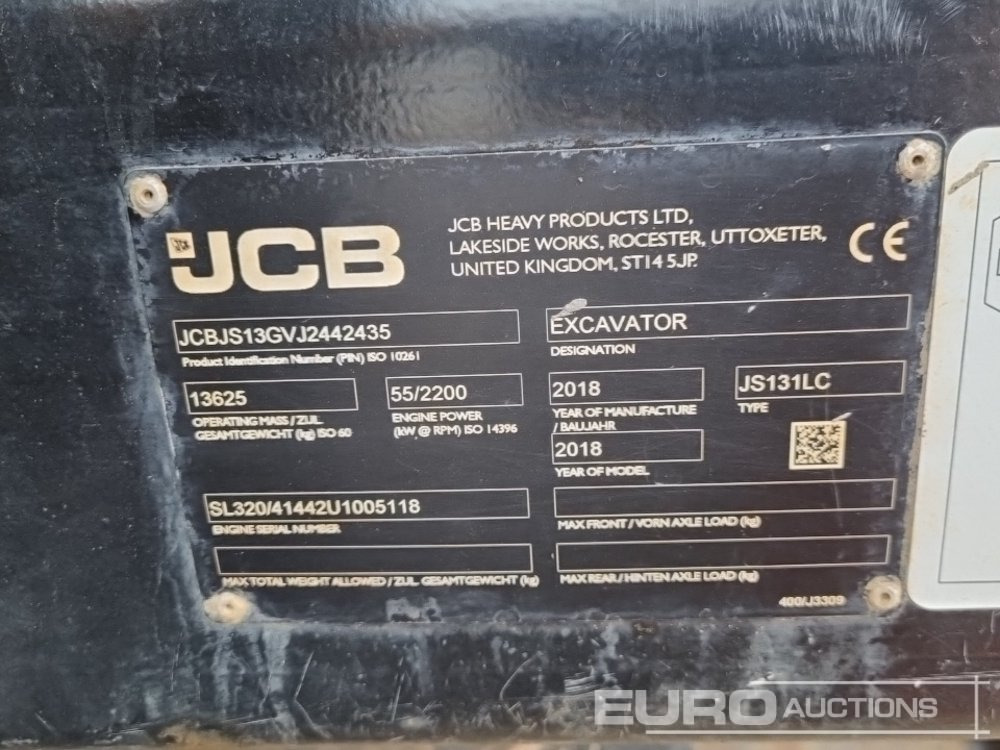 JCB
JCB HEAVY PRODUCTS LTD,
LAKESIDE WORKS, ROCESTER, UTTOXETER,
UNITED KINGDOM, ST14 5JP.
CE
JCBJS13GVJ2442435
Product Identification Number (PIN) ISO 10261
EXCAVATOR
DESIGNATION
13625
OPERATING MASS / ZUL.
GESAMTGEWICHT (kg) ISO 60
55/2200
ENGINE POWER
(kW @ RPM) ISO 14396
2018
YEAR OF MANUFACTURE
/ BAUJAHR
JS131LC
TYPE
2018
YEAR OF MODEL
SL320/41442U1005118
ENGINE SERIAL NUMBER
MAX FRONT / VORN AXLE LOAD (kg)
MAX TOTAL WEIGHT ALLOWED / ZUL. GESAMTGEWICHT (kg)
MAX REAR / HINTEN AXLE LOAD (kg)
400/J3309
EURO AUCTIONS